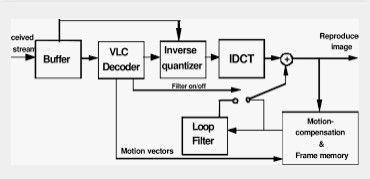 ceived
stream
Buffer
VLC
Decoder
Inverse
quantizer
IDCT
Reproduce
image
Filter on/off
Loop
Filter
Motion-
compensation
&
Frame memory
Motion vectors